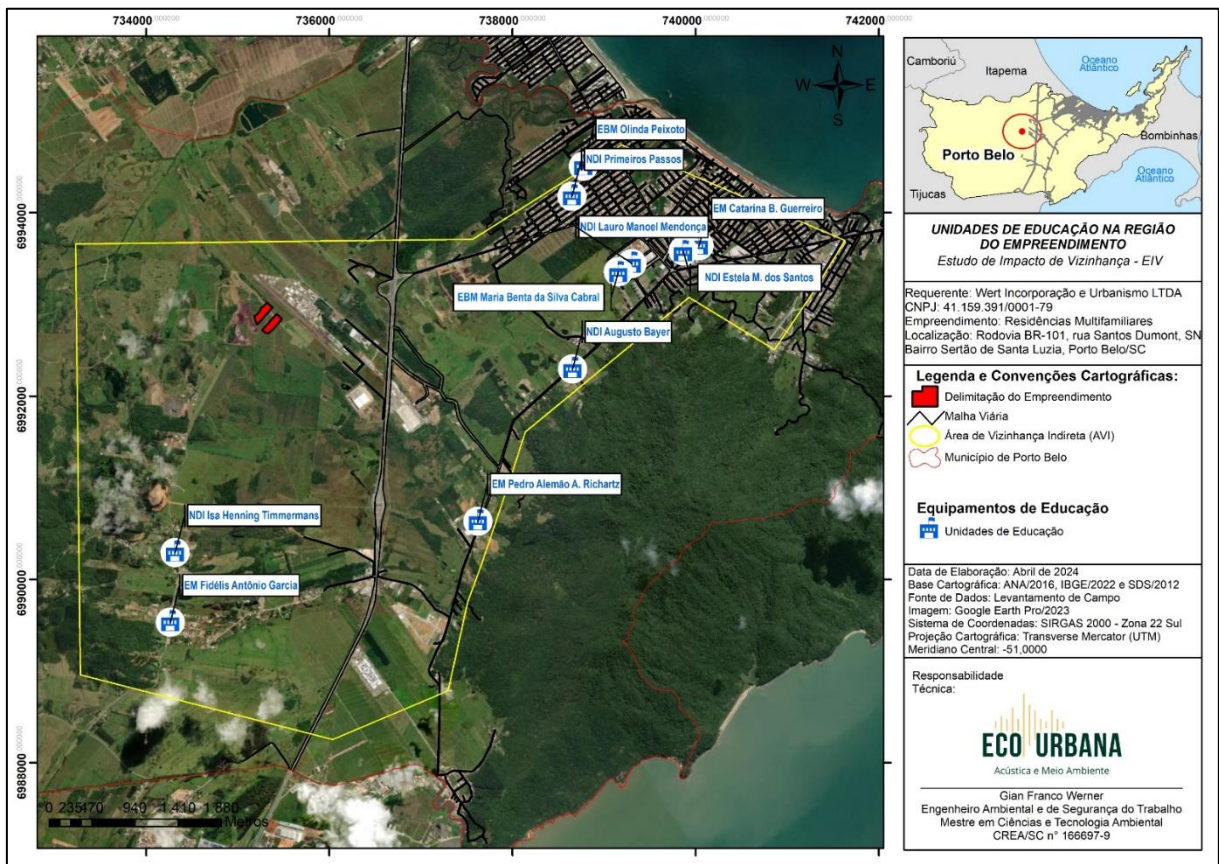 734000,000000
736000,000000
738000,000000
740000,000000
742000,000000
6994000,000000
6992000,000000
6990000,000000
6988000,000000
N
W E
S
EBM Olinda Peixoto
NDI Primeiros Passos
EM Catarina B. Guerreiro
NDI Lauro Manoel Mendonça
NDI Estela M. dos Santos
EBM Maria Benta da Silva Cabral
NDI Augusto Bayer
EM Pedro Alemão A. Richartz
NDI Isa Henning Timmermans
EM Fidélis Antônio Garcia
0 235470 940 1.410 1.880
Metros
Camboriú
Itapema
Oceano
Atlântico
Bombinhas
Porto Belo
Tijucas
Oceano
Atlântico
UNIDADES DE EDUCAÇÃO NA REGIÃO
DO EMPREENDIMENTO
Estudo de Impacto de Vizinhança - EIV
Requerente: Wert Incorporação e Urbanismo LTDA
CNPJ: 41.159.391/0001-79
Empreendimento: Residências Multifamiliares
Localização: Rodovia BR-101, rua Santos Dumont, SN
Bairro Sertão de Santa Luzia, Porto Belo/SC
Legenda e Convenções Cartográficas:
Delimitação do Empreendimento
Malha Viária
Área de Vizinhança Indireta (AVI)
Município de Porto Belo
Equipamentos de Educação
Unidades de Educação
Data de Elaboração: Abril de 2024
Base Cartográfica: ANA/2016, IBGE/2022 e SDS/2012
Fonte de Dados: Levantamento de Campo
Imagem: Google Earth Pro/2023
Sistema de Coordenadas: SIRGAS 2000 - Zona 22 Sul
Projeção Cartográfica: Transverse Mercator (UTM)
Meridiano Central: -51,0000
Responsabilidade
Técnica:
ECO URBANA
Acústica e Meio Ambiente
Gian Franco Werner
Engenheiro Ambiental e de Segurança do Trabalho
Mestre em Ciências e Tecnologia Ambiental
CREA/SC n° 166697-9